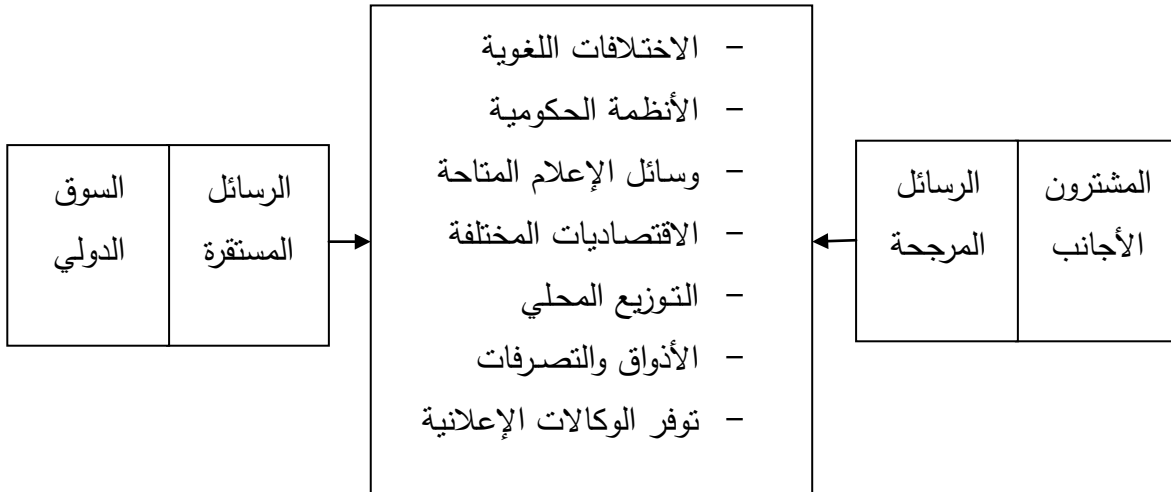 المشترون
الأجانب
الرسائل
المرجحة
- الاختلافات اللغوية
- الأنظمة الحكومية
- وسائل الإعلام المتاحة
- الاقتصاديات المختلفة
- التوزيع المحلي
- الأذواق والتصرفات
- توفر الوكالات الإعلانية
الرسائل
المستقرة
السوق
الدولي